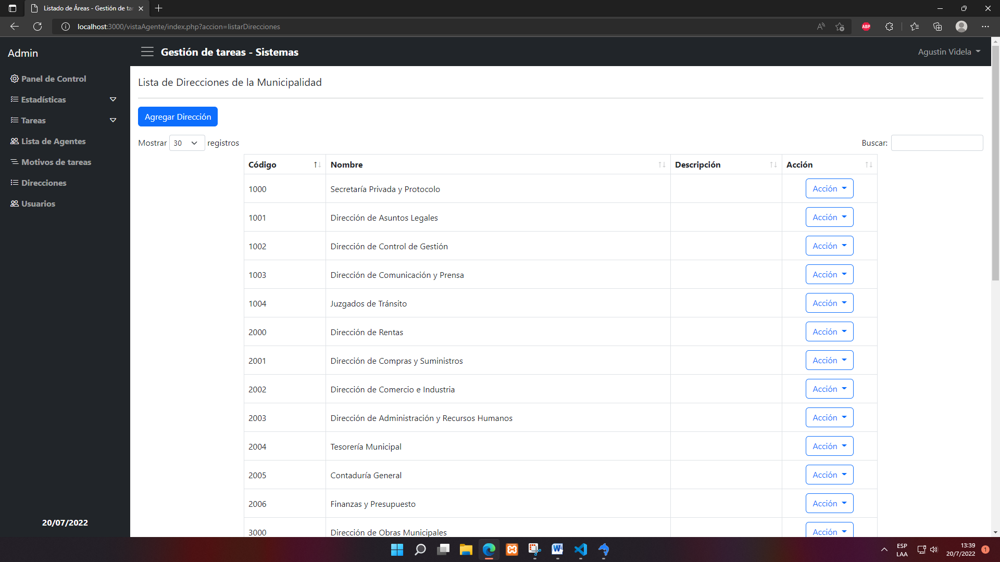 Listado de Áreas - Gestión de tar
localhost:3000/vistaAgente/index.php?accion=listarDirecciones
ABP
Admin
Gestión de tareas - Sistemas
Agustin Videla
Panel de Control
Estadísticas
Tareas
Lista de Agentes
Motivos de tareas
Direcciones
Usuarios
20/07/2022
Lista de Direcciones de la Municipalidad
Agregar Dirección
Mostrar 30 registros
Buscar:
Código Nombre Descripción Acción
1000 Secretaría Privada y Protocolo Acción
1001 Dirección de Asuntos Legales Acción
1002 Dirección de Control de Gestión Acción
1003 Dirección de Comunicación y Prensa Acción
1004 Juzgados de Tránsito Acción
2000 Dirección de Rentas Acción
2001 Dirección de Compras y Suministros Acción
2002 Dirección de Comercio e Industria Acción
2003 Dirección de Administración y Recursos Humanos Acción
2004 Tesorería Municipal Acción
2005 Contaduría General Acción
2006 Finanzas y Presupuesto Acción
3000 Dirección de Obras Municipales Acción
ESP
LAA
13:39
20/7/2022
1